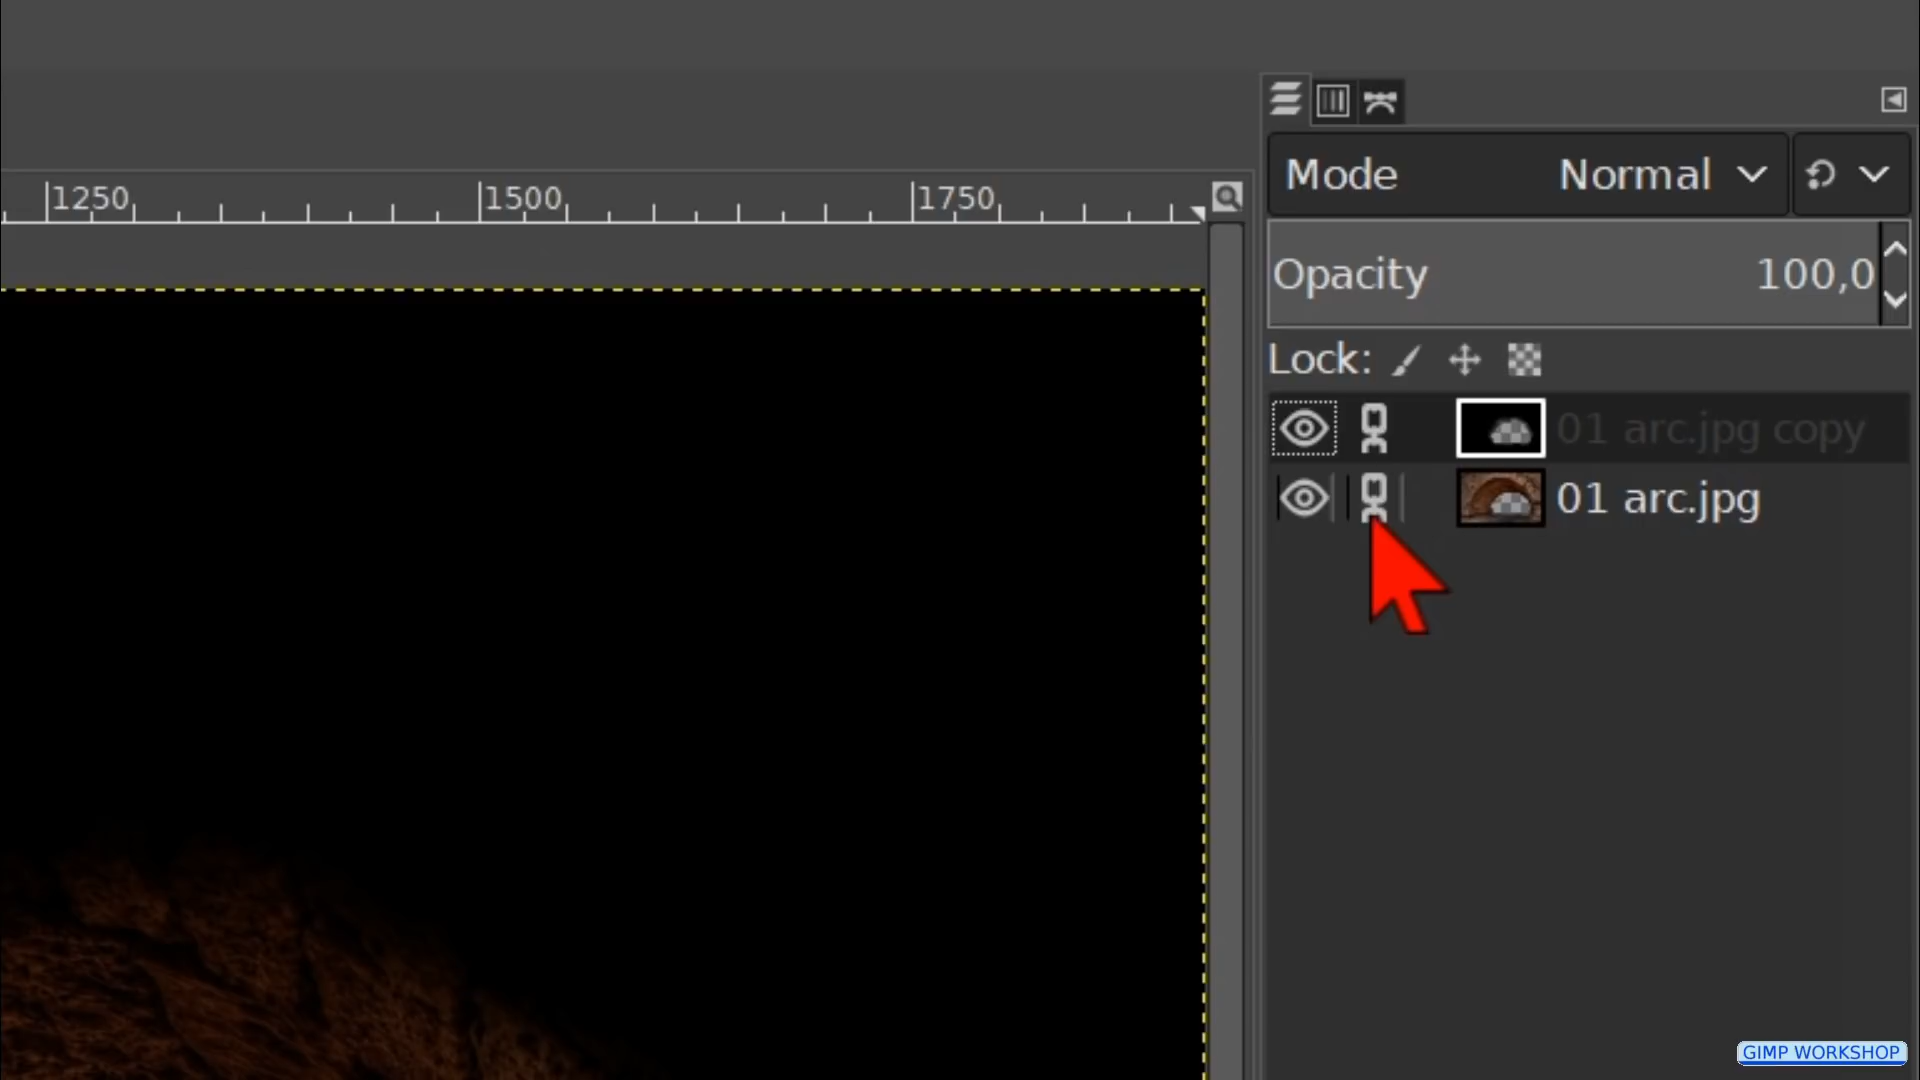 1250 1500 1750
Mode Normal
Opacity 100,0
Lock:
01 arc.jpg copy
01 arc.jpg
GIMP WORKSHOP